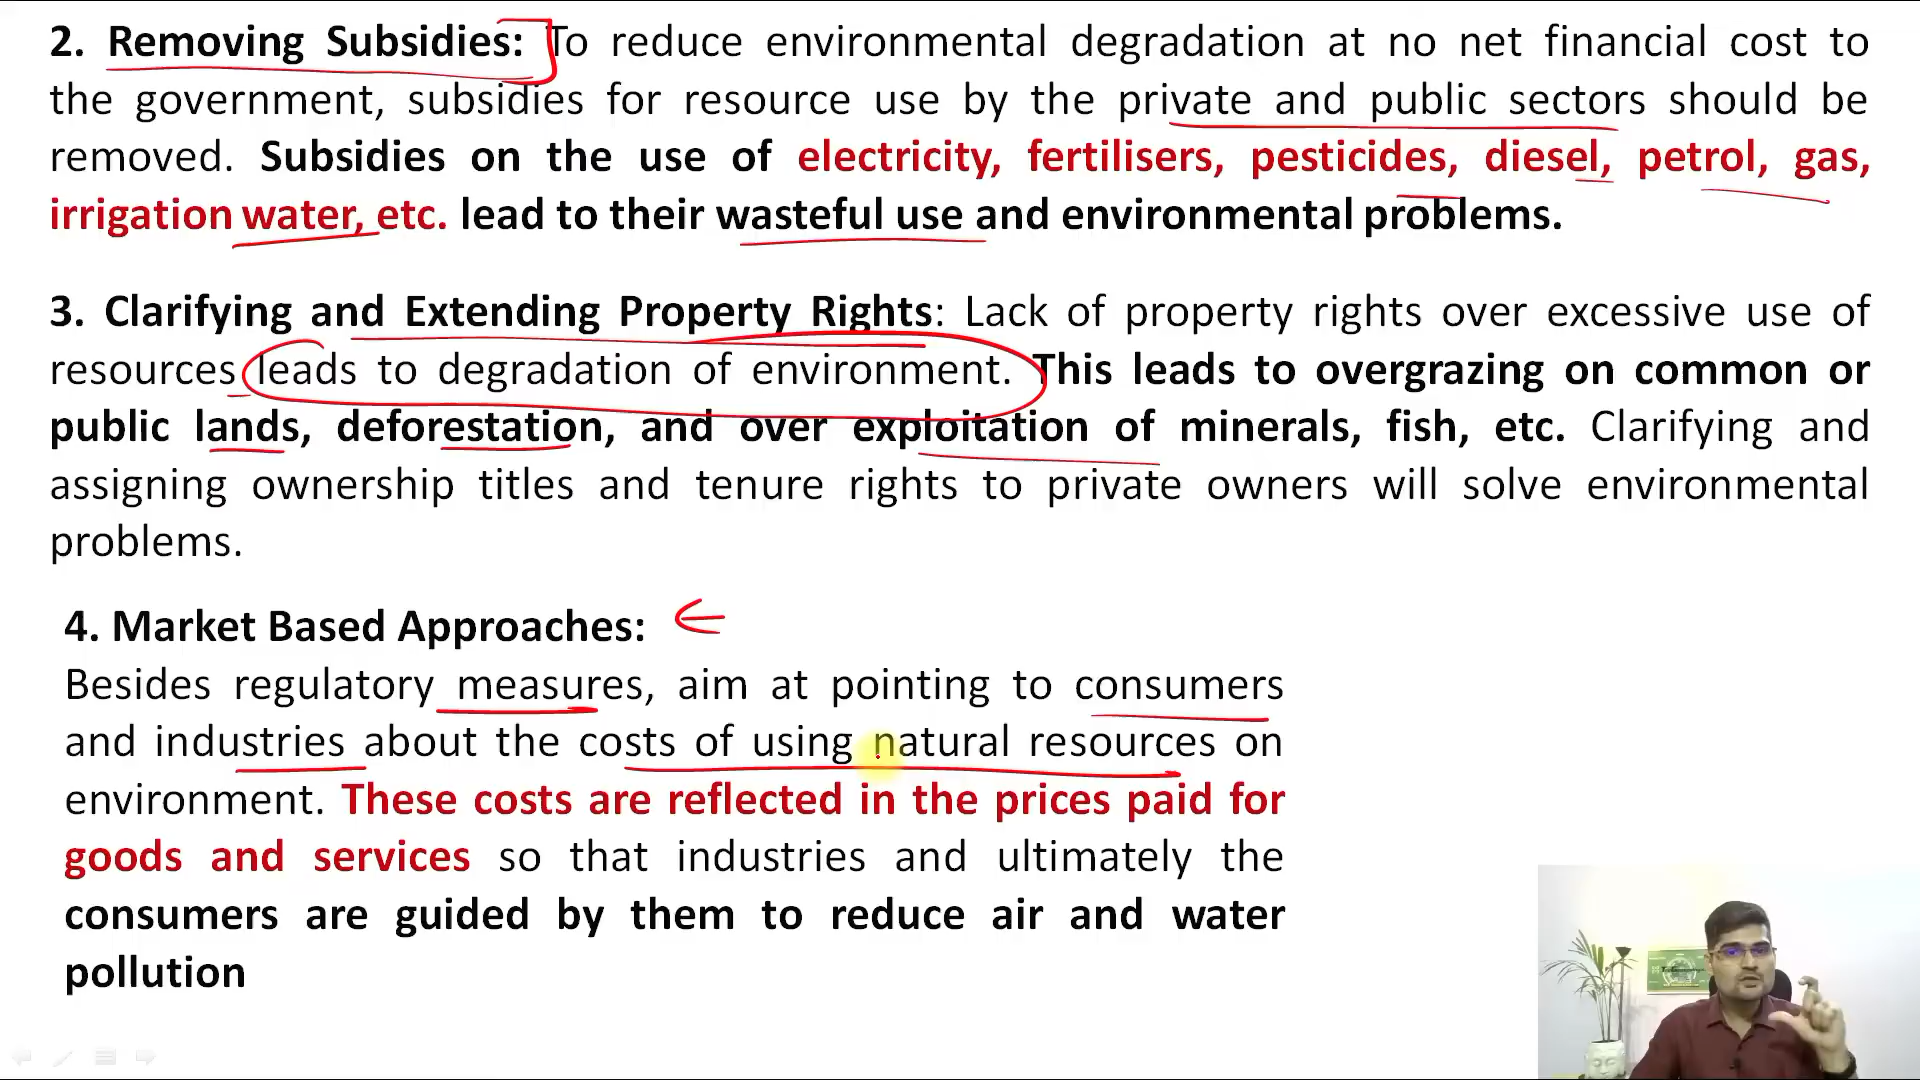 2. Removing Subsidies: To reduce environmental degradation at no net financial cost to
the government, subsidies for resource use by the private and public sectors should be
removed. Subsidies on the use of electricity, fertilisers, pesticides, diesel, petrol, gas,
irrigation water, etc. lead to their wasteful use and environmental problems.
3. Clarifying and Extending Property Rights: Lack of property rights over excessive use of
resources leads to degradation of environment. This leads to overgrazing on common or
public lands, deforestation, and over exploitation of minerals, fish, etc. Clarifying and
assigning ownership titles and tenure rights to private owners will solve environmental
problems.
4. Market Based Approaches:
Besides regulatory measures, aim at pointing to consumers
and industries about the costs of using natural resources on
environment. These costs are reflected in the prices paid for
goods and services so that industries and ultimately the
consumers are guided by them to reduce air and water
pollution